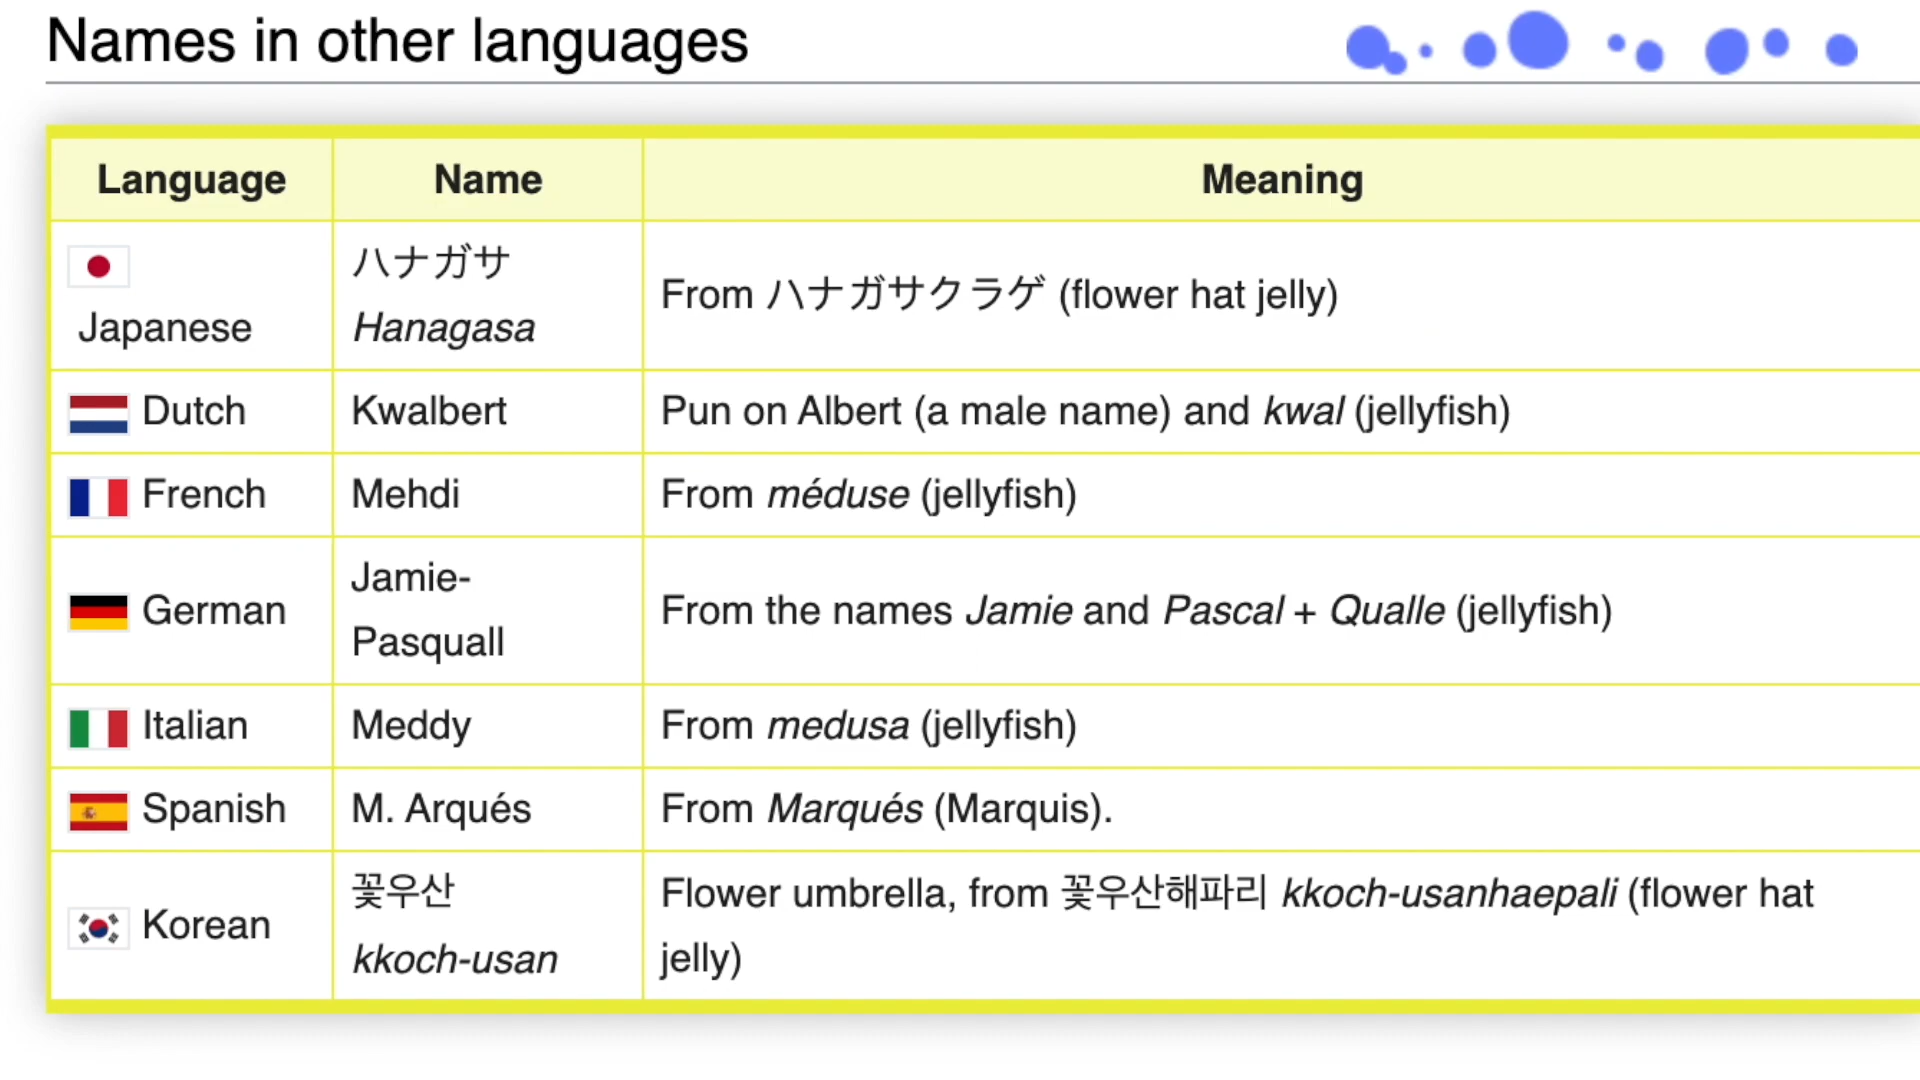 Names in other languages
Language Name Meaning
ハナガサ
Japanese Hanagasa From ハナガサクラゲ (flower hat jelly)
Dutch Kwalbert Pun on Albert (a male name) and kwal (jellyfish)
French Mehdi From méduse (jellyfish)
Jamie-
German Pasquall From the names Jamie and Pascal + Qualle (jellyfish)
Italian Meddy From medusa (jellyfish)
Spanish M. Arqués From Marqués (Marquis).
꽃우산
Korean kkoch-usan Flower umbrella, from 꽃우산해파리 kkoch-usanhaepali (flower hat
jelly)